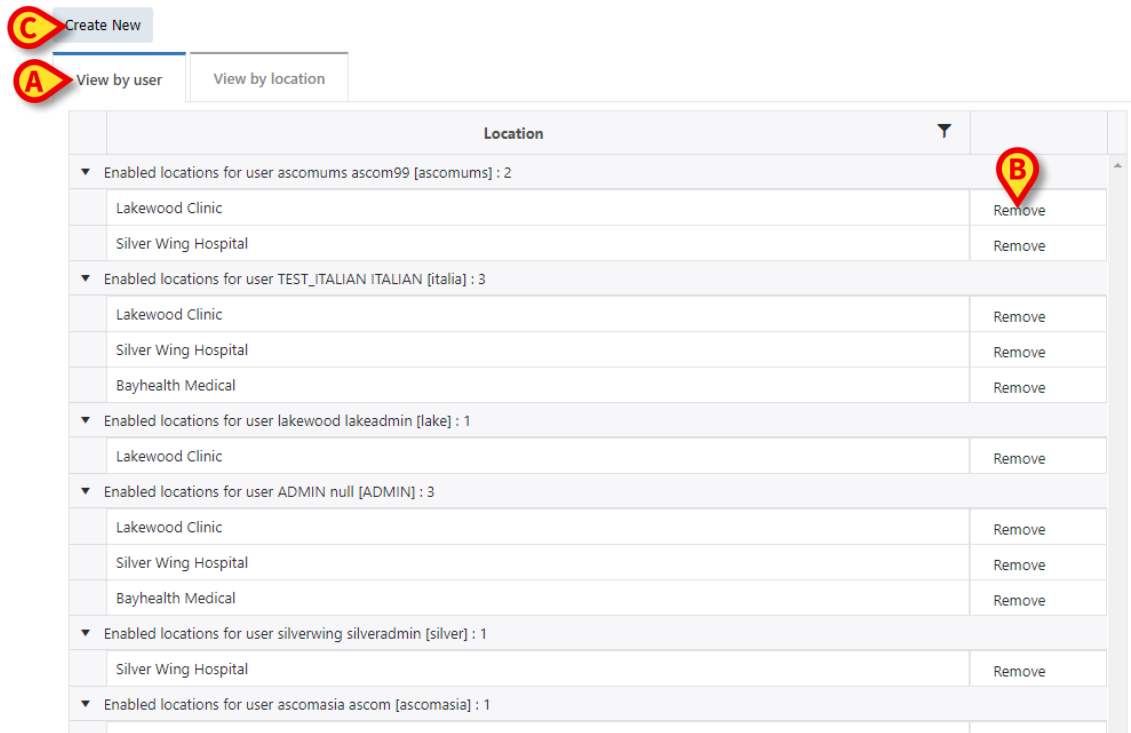 C Create New
A View by user View by location
Location
Enabled locations for user ascomums ascom99 [ascomums] : 2
B
Lakewood Clinic Remove
Silver Wing Hospital Remove
Enabled locations for user TEST_ITALIAN ITALIAN [italia] : 3
Lakewood Clinic Remove
Silver Wing Hospital Remove
Bayhealth Medical Remove
Enabled locations for user lakewood lakeadmin [lake] : 1
Lakewood Clinic Remove
Enabled locations for user ADMIN null [ADMIN] : 3
Lakewood Clinic Remove
Silver Wing Hospital Remove
Bayhealth Medical Remove
Enabled locations for user silverwing silveradmin [silver] : 1
Silver Wing Hospital Remove
Enabled locations for user ascomasia ascom [ascomasia] : 1